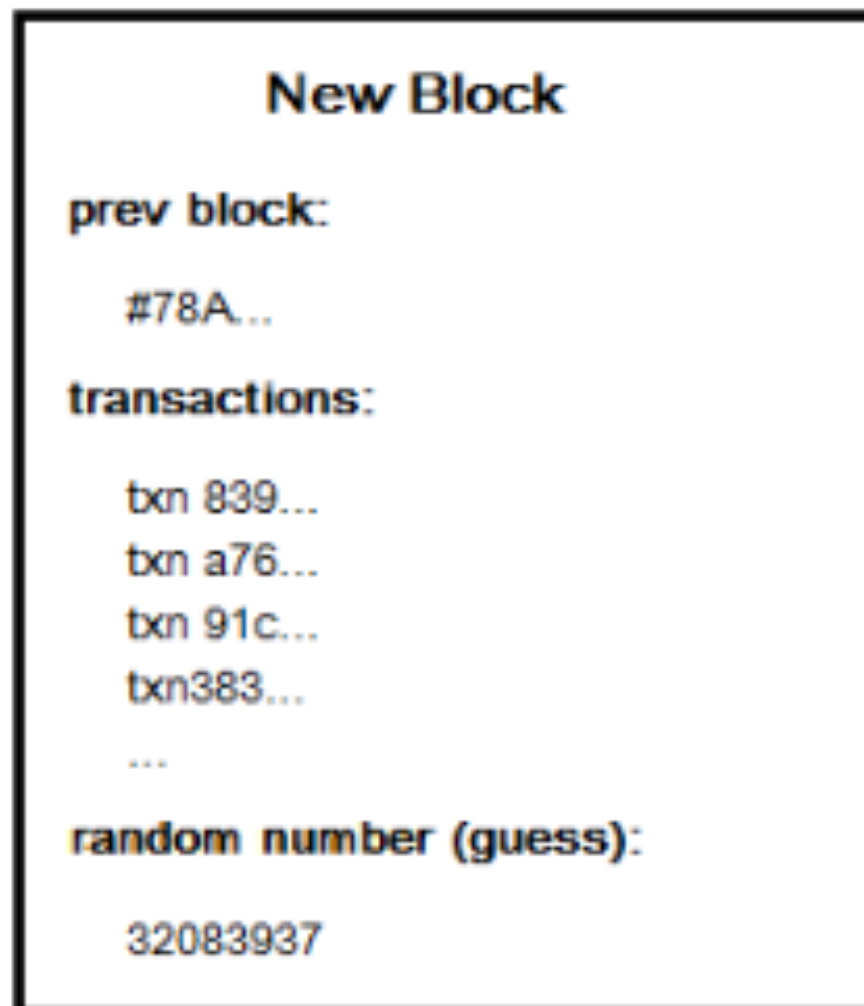 New Block
prev block:
#78A...
transactions:
txn 839...
txn a76...
txn 91c...
txn383...
...
random number (guess):
32083937